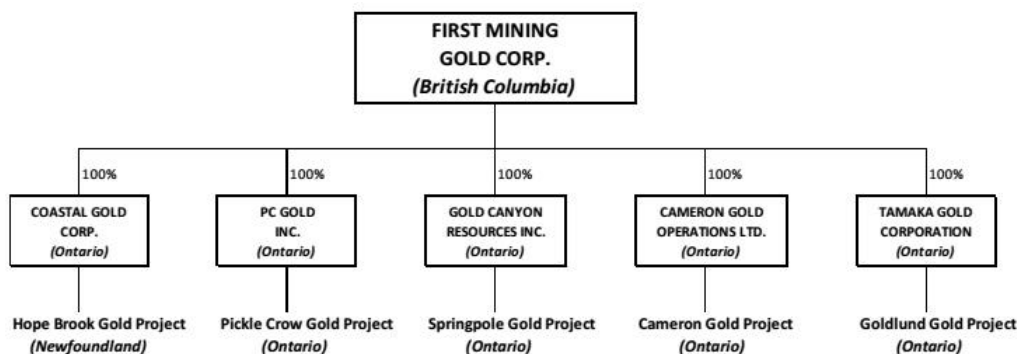 FIRST MINING
GOLD CORP.
(British Columbia)
100%
100%
100%
100%
100%
COASTAL GOLD
CORP.
(Ontario)
PC GOLD
INC.
(Ontario)
GOLD CANYON
RESOURCES INC.
(Ontario)
CAMERON GOLD
OPERATIONS LTD.
(Ontario)
TAMAKA GOLD
CORPORATION
(Ontario)
Hope Brook Gold Project
(Newfoundland)
Pickle Crow Gold Project
(Ontario)
Springpole Gold Project
(Ontario)
Cameron Gold Project
(Ontario)
Goldlund Gold Project
(Ontario)